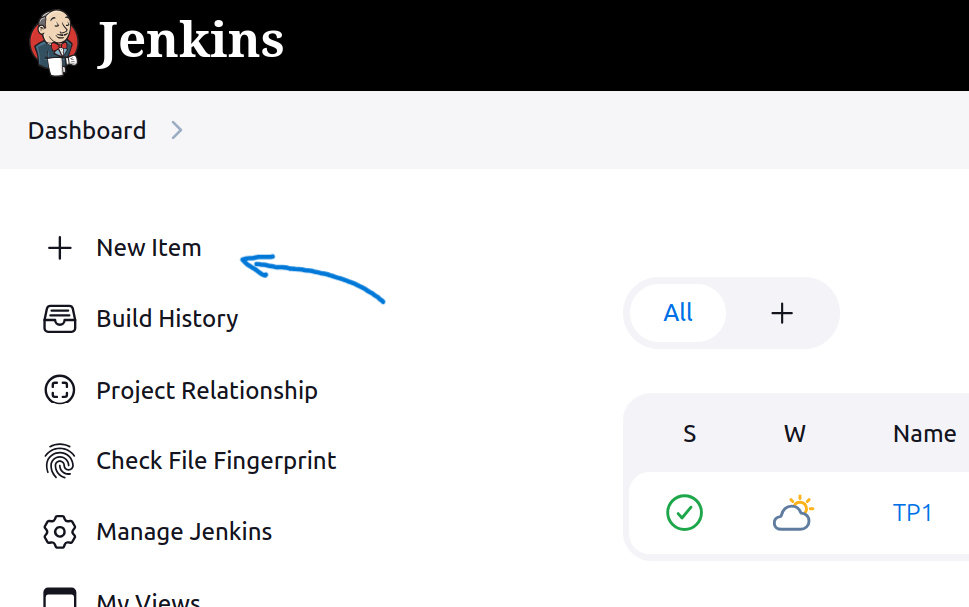 Jenkins
Dashboard
New Item
Build History
Project Relationship
Check File Fingerprint
Manage Jenkins
My Views
All +
S W Name
TP1